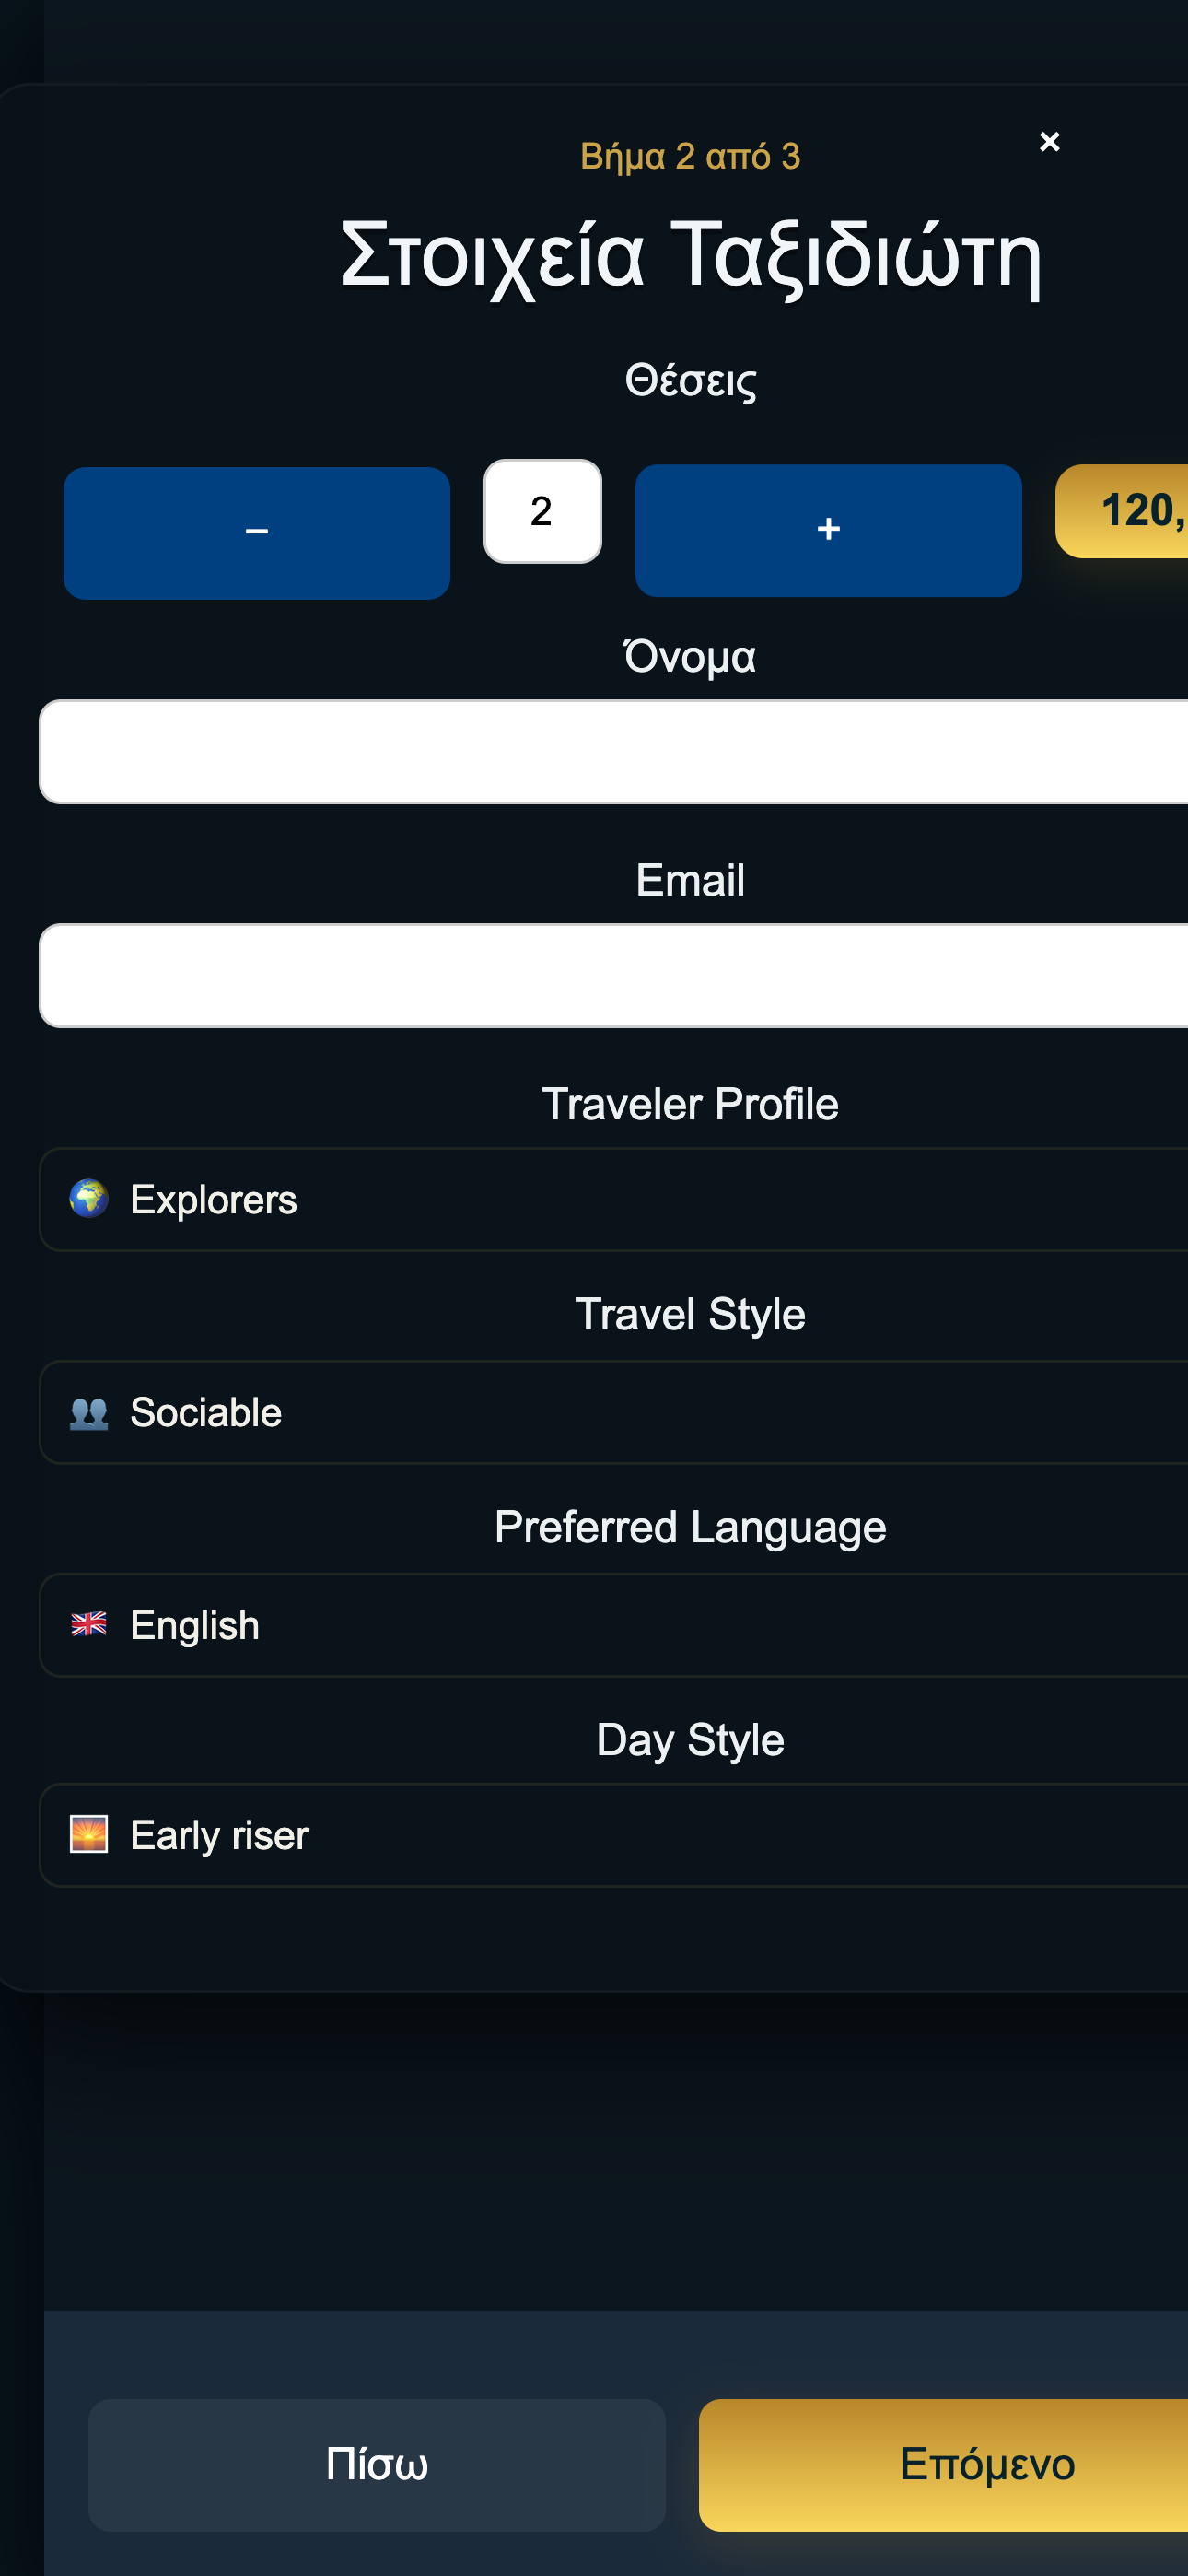 Βήμα 2 από 3
×
Στοιχεία Ταξιδιώτη
Θέσεις
– 2 + 120,
Όνομα
Email
Traveler Profile
Explorers
Travel Style
Sociable
Preferred Language
English
Day Style
Early riser
Πίσω Επόμενο